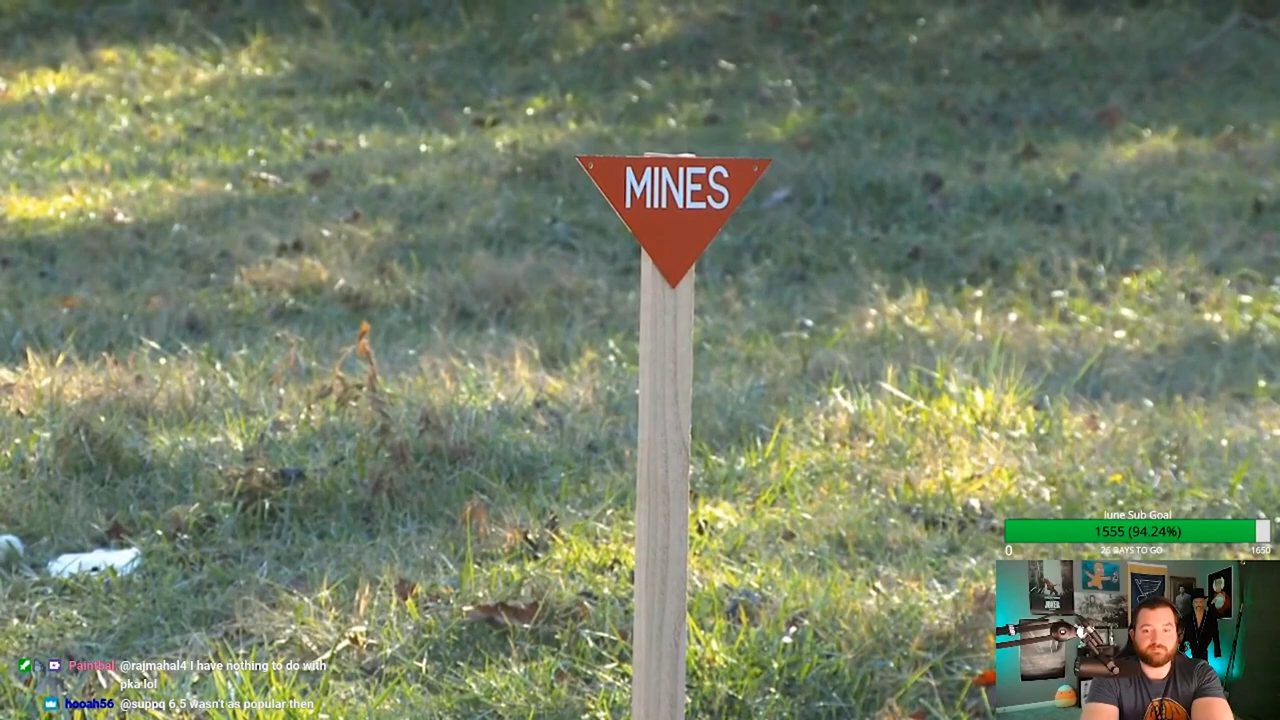 MINES
June Sub Goal
1555 (94.24%)
0 26 DAYS TO GO 1650
JOKER
Paintbal @rajmahal4 I have nothing to do with
pka lol
hooah56 @suppq 6.5 wasn't as popular then